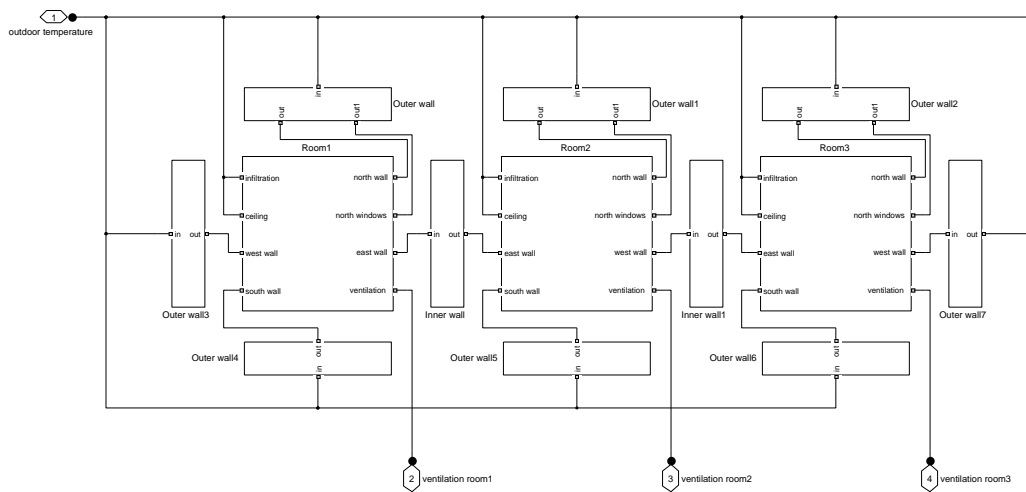 1
outdoor temperature
in
Outer wall
out
out1
in
Outer wall1
out
out1
in
Outer wall2
out
out1
Room1
Room2
Room3
infiltration
north wall
ceiling
north windows
west wall
east wall
south wall
ventilation
in
out
Outer wall3
in
out
Inner wall
infiltration
north wall
ceiling
north windows
east wall
west wall
south wall
ventilation
in
out
Inner wall1
infiltration
north wall
ceiling
north windows
east wall
west wall
south wall
ventilation
in
out
Outer wall7
out
Outer wall4
in
out
Outer wall5
in
out
Outer wall6
in
2
ventilation room1
3
ventilation room2
4
ventilation room3